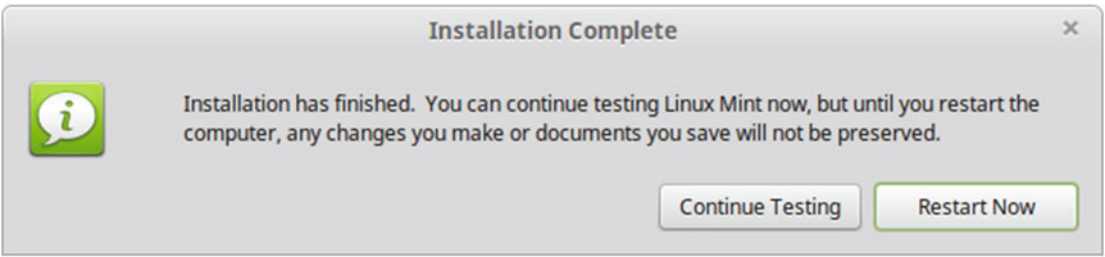 Installation Complete
Installation has finished. You can continue testing Linux Mint now, but until you restart the
computer, any changes you make or documents you save will not be preserved.
Continue Testing
Restart Now